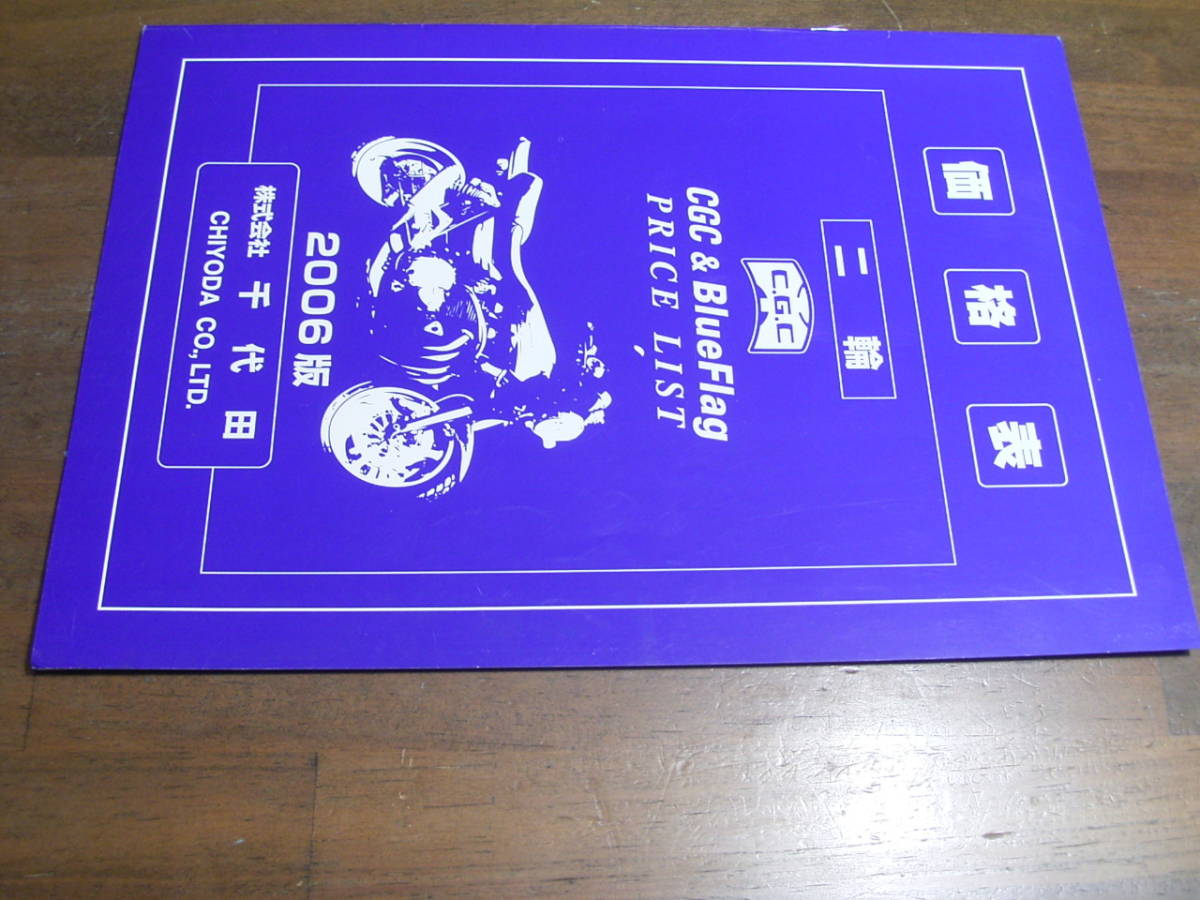 価格表
二輪
C.G.C
CGC & BlueFlag
PRICE LIST
2006版
株式会社 千代田
CHIYODA CO.,LTD.